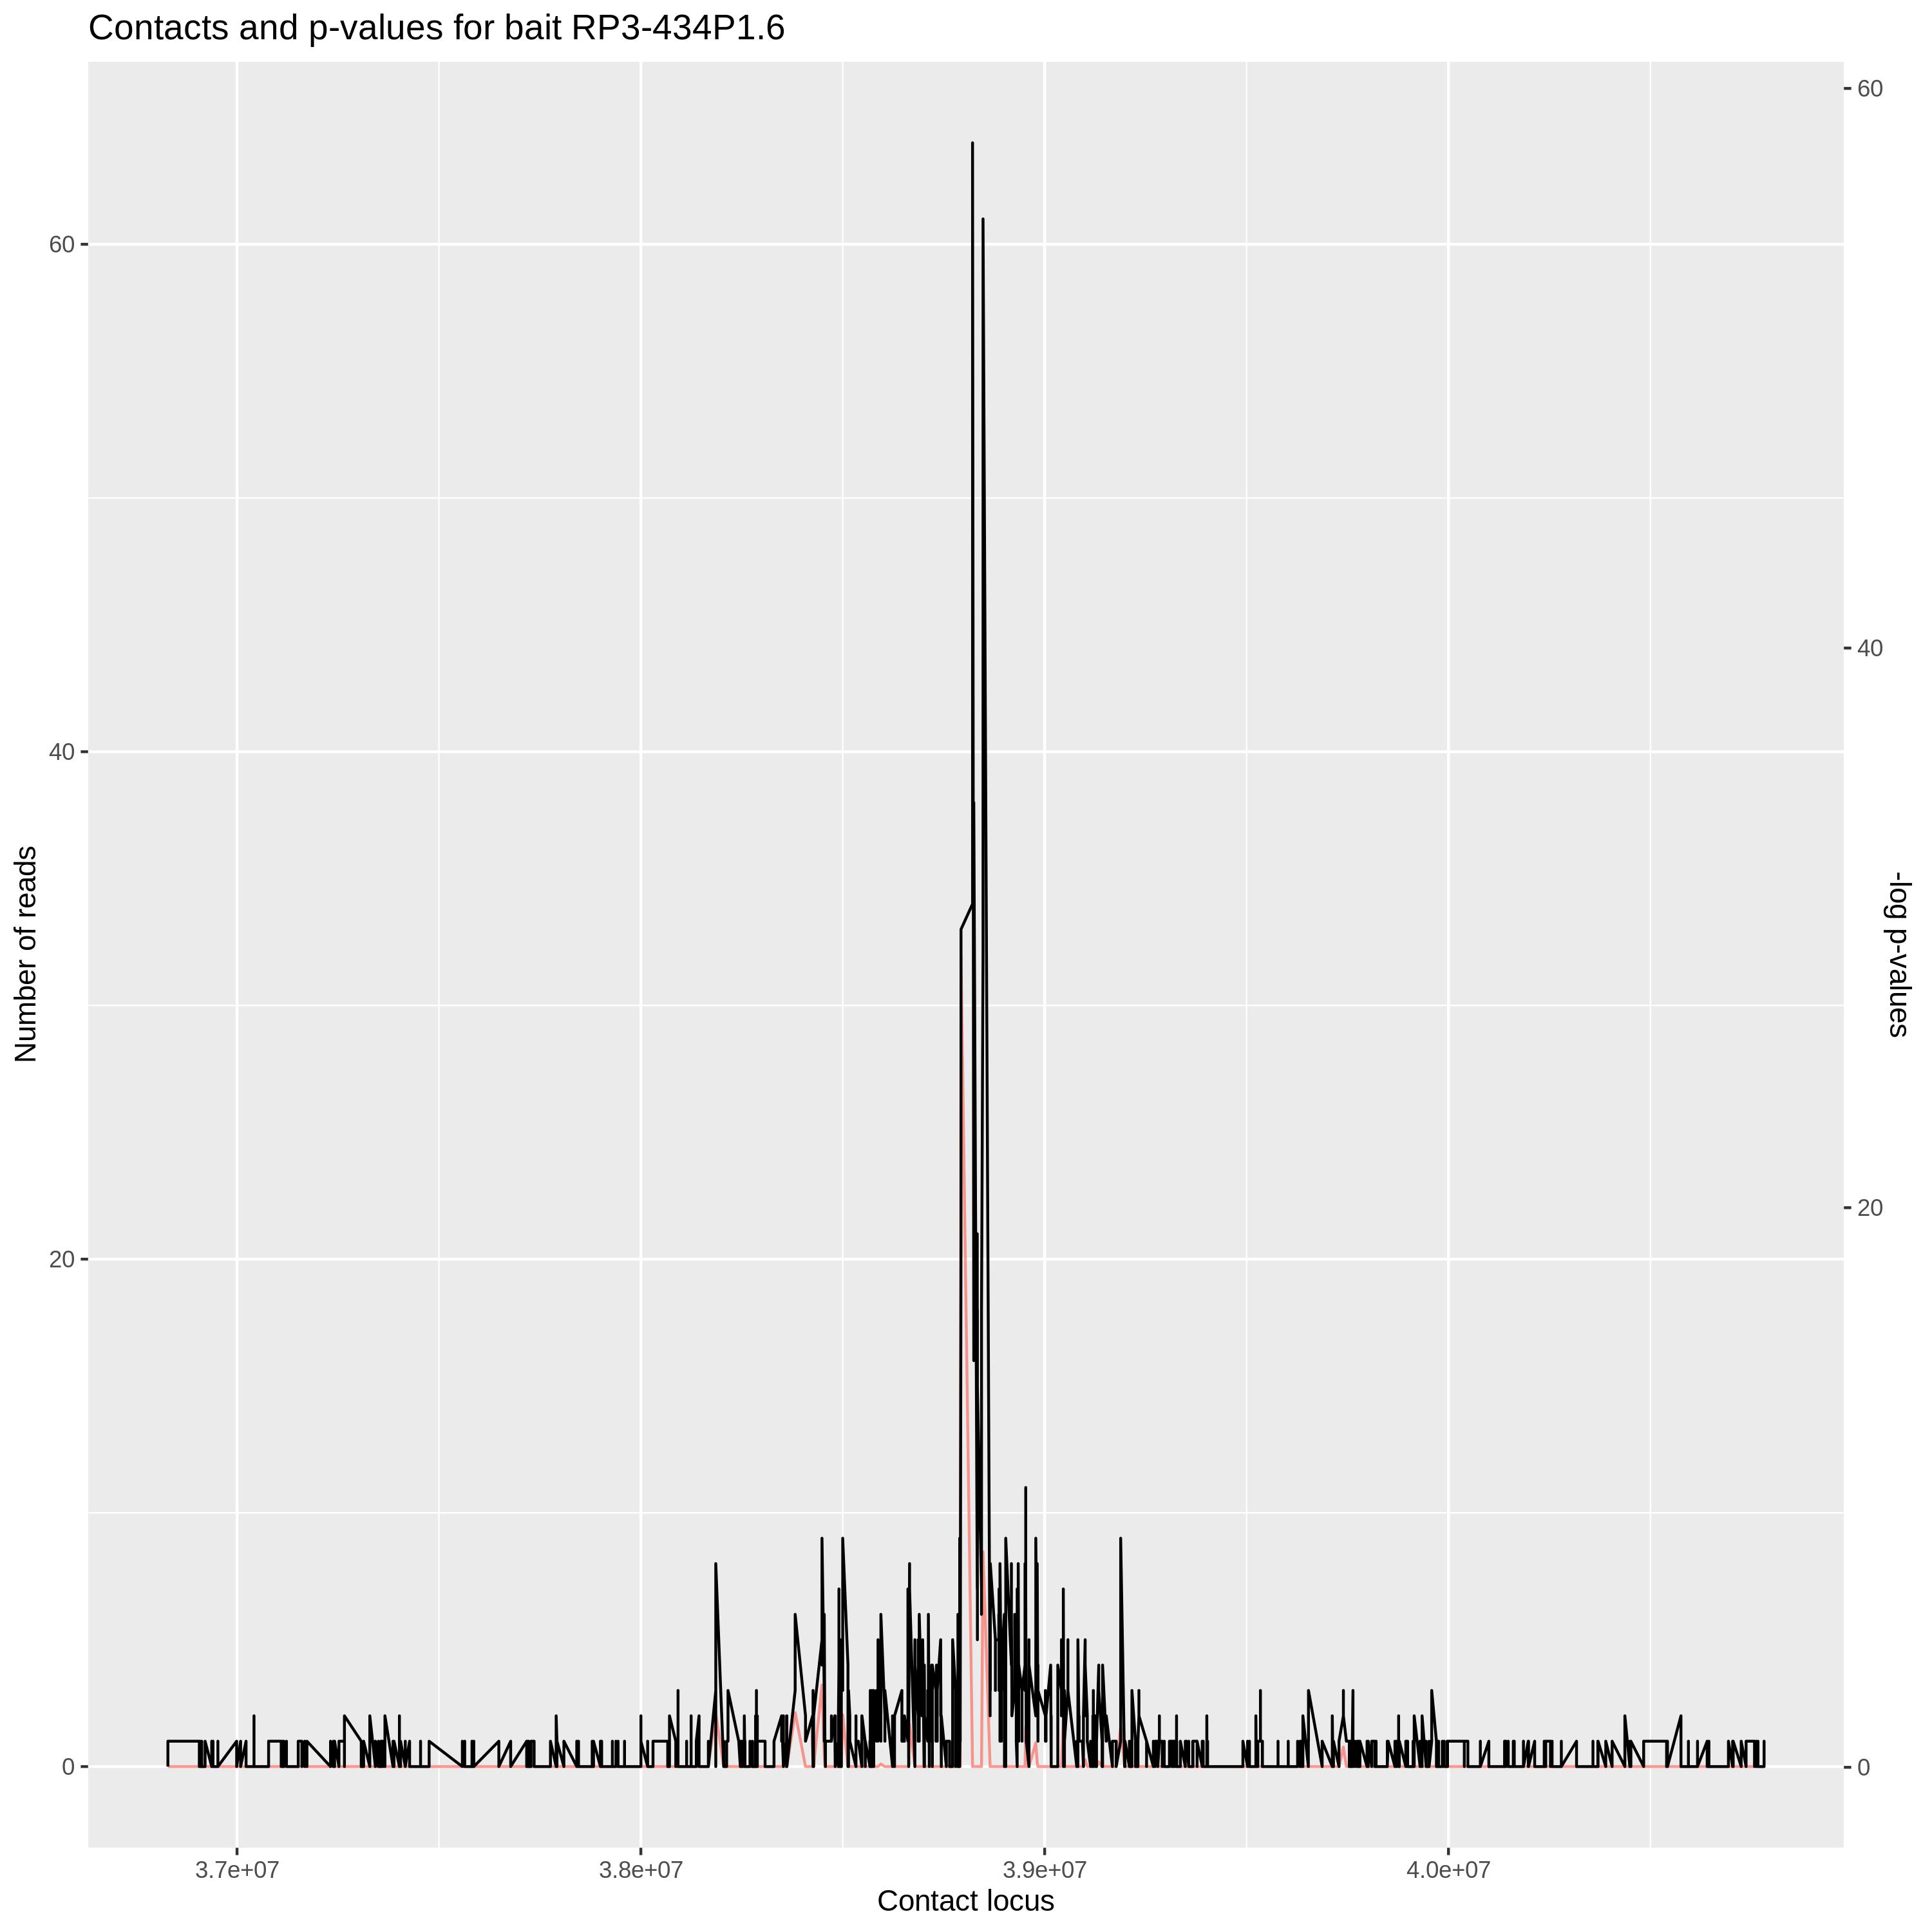 Contacts and p-values for bait RP3-434P1.6
60
40
20
0
Number of reads
60
40
20
0
-log p-values
3.7e+07
3.8e+07
3.9e+07
4.0e+07
Contact locus